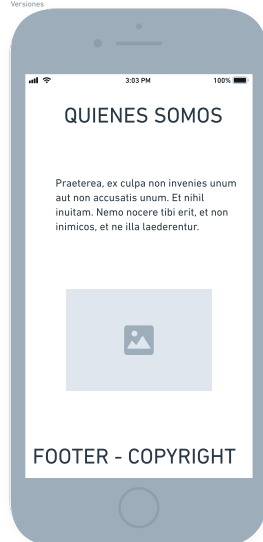 Versiones
3:03 PM 100%
QUIENES SOMOS
Praeterea, ex culpa non invenies unum
aut non accusatis unum. Et nihil
inuitam. Nemo nocere tibi erit, et non
inimicos, et ne illa laederentur.
FOOTER - COPYRIGHT